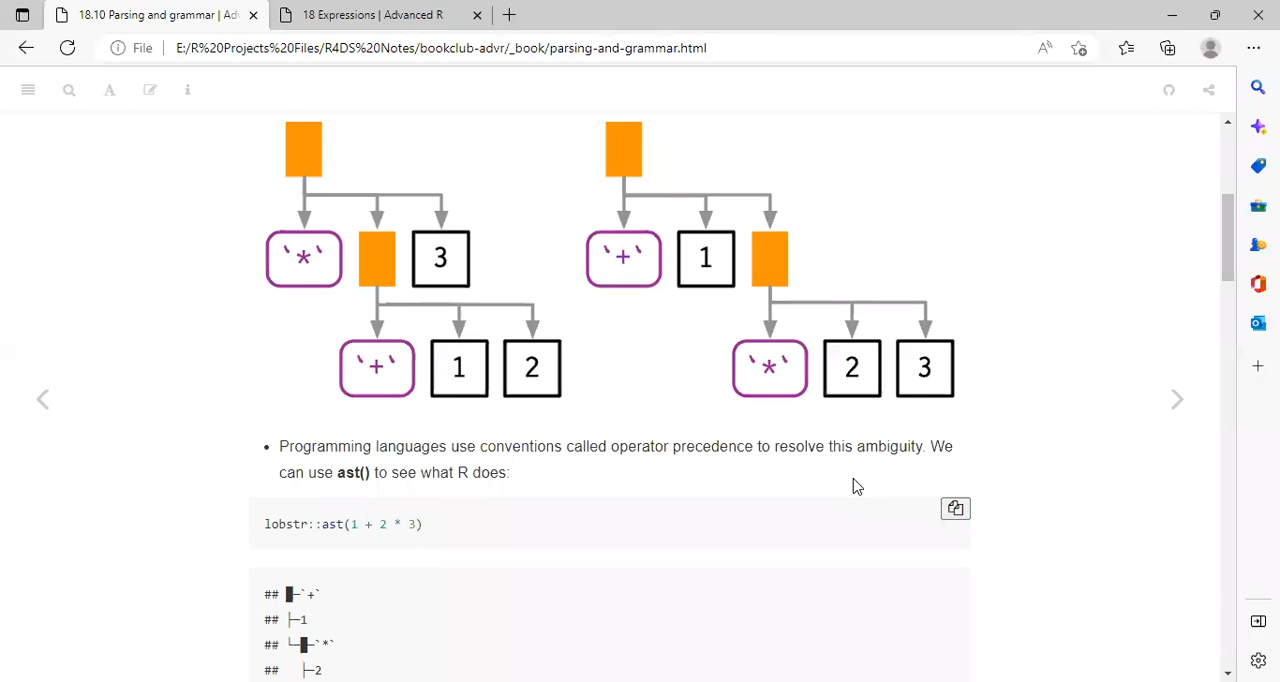 18.10 Parsing and grammar | Ad
18 Expressions | Advanced R
File
E:/R%20Projects%20Files/R4DS%20Notes/bookclub-advr/_book/parsing-and-grammar.html
`*` 3 `+` 1
`+` 1 2 `*` 2 3
• Programming languages use conventions called operator precedence to resolve this ambiguity. We
can use ast() to see what R does:
lobstr::ast(1 + 2 * 3)
## █─`+`
## ├─1
## └─█─`*`
##   ├─2